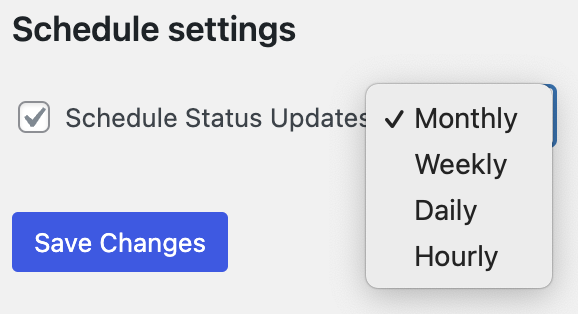 Schedule settings
Schedule Status Updates
Monthly
Weekly
Daily
Hourly
Save Changes